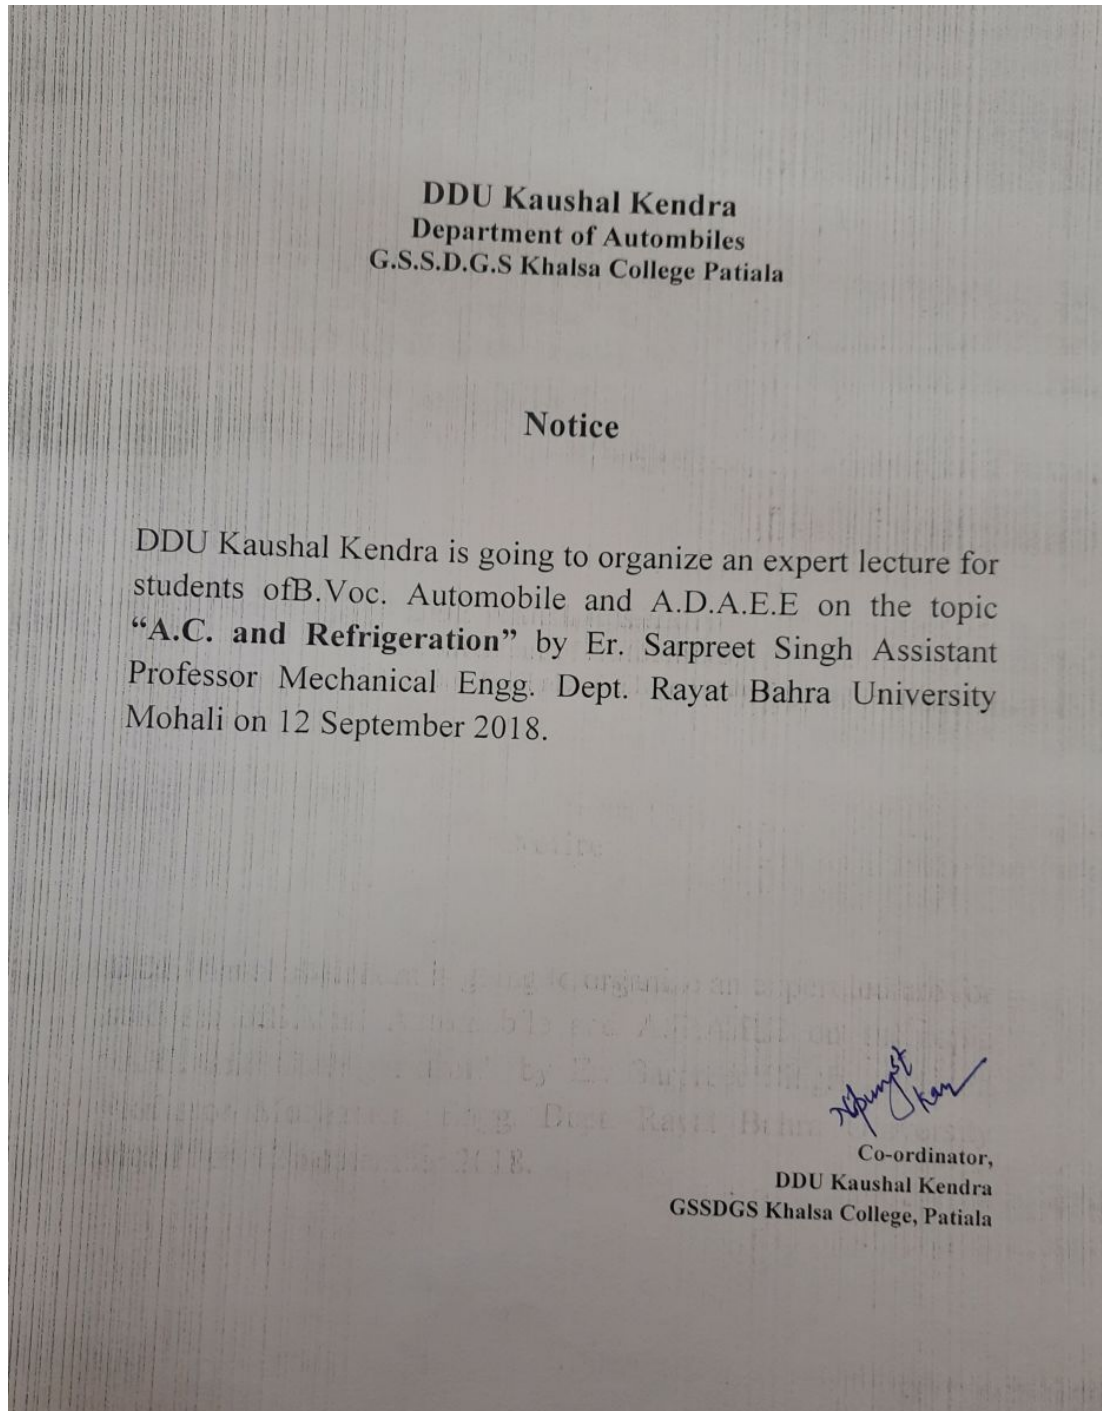 DDU Kaushal Kendra
Department of Autombiles
G.S.S.D.G.S Khalsa College Patiala
Notice
DDU Kaushal Kendra is going to organize an expert lecture for
students ofB.Voc. Automobile and A.D.A.E.E on the topic
“A.C. and Refrigeration” by Er. Sarpreet Singh Assistant
Professor Mechanical Engg. Dept. Rayat Bahra University
Mohali on 12 September 2018.
Co-ordinator,
DDU Kaushal Kendra
GSSDGS Khalsa College, Patiala